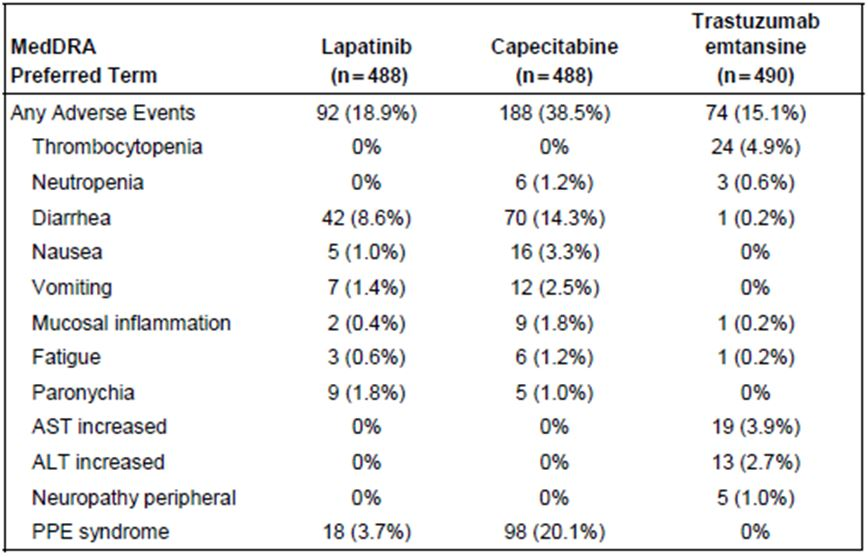 MedDRA Preferred Term | Lapatinib (n=488) | Capecitabine (n=488) | Trastuzumab emtansine (n=490)
Any Adverse Events | 92 (18.9%) | 188 (38.5%) | 74 (15.1%)
Thrombocytopenia | 0% | 0% | 24 (4.9%)
Neutropenia | 0% | 6 (1.2%) | 3 (0.6%)
Diarrhea | 42 (8.6%) | 70 (14.3%) | 1 (0.2%)
Nausea | 5 (1.0%) | 16 (3.3%) | 0%
Vomiting | 7 (1.4%) | 12 (2.5%) | 0%
Mucosal inflammation | 2 (0.4%) | 9 (1.8%) | 1 (0.2%)
Fatigue | 3 (0.6%) | 6 (1.2%) | 1 (0.2%)
Paronychia | 9 (1.8%) | 5 (1.0%) | 0%
AST increased | 0% | 0% | 19 (3.9%)
ALT increased | 0% | 0% | 13 (2.7%)
Neuropathy peripheral | 0% | 0% | 5 (1.0%)
PPE syndrome | 18 (3.7%) | 98 (20.1%) | 0%